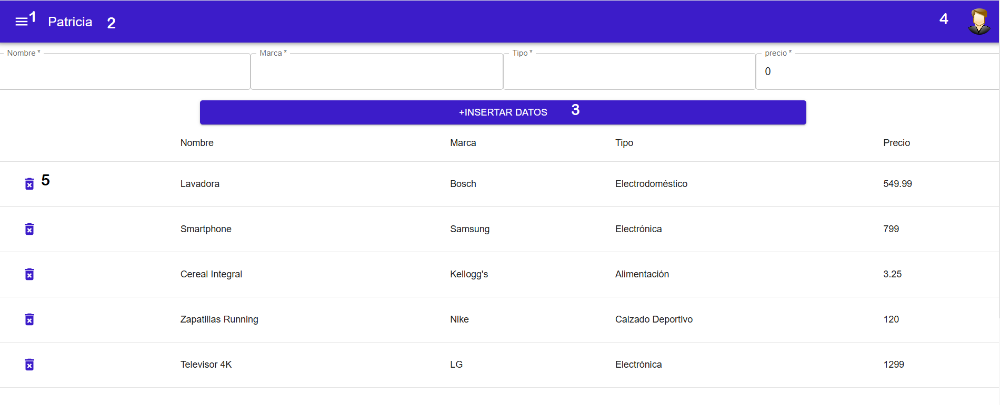 1 Patricia 2 4
Nombre * Marca * Tipo * precio *
0
+INSERTAR DATOS 3
Nombre Marca Tipo Precio
5 Lavadora Bosch Electrodoméstico 549.99
Smartphone Samsung Electrónica 799
Cereal Integral Kellogg's Alimentación 3.25
Zapatillas Running Nike Calzado Deportivo 120
Televisor 4K LG Electrónica 1299